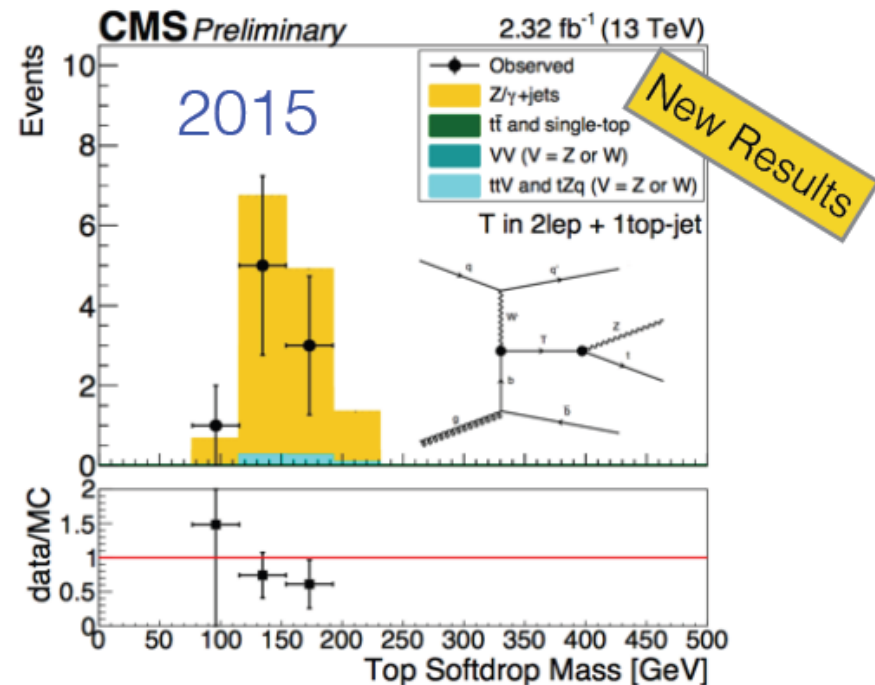 CMS Preliminary 2.32 fb⁻¹ (13 TeV)
New Results
2015
Observed
Z/γ+jets
tt̄ and single-top
VV (V = Z or W)
ttV and tZq (V = Z or W)
T in 2lep + 1top-jet
q
q'
W
T
Z
t
b
g
b̄
Events
10
8
6
4
2
0
data/MC
2
1.5
1
0.5
0
0 50 100 150 200 250 300 350 400 450 500
Top Softdrop Mass [GeV]